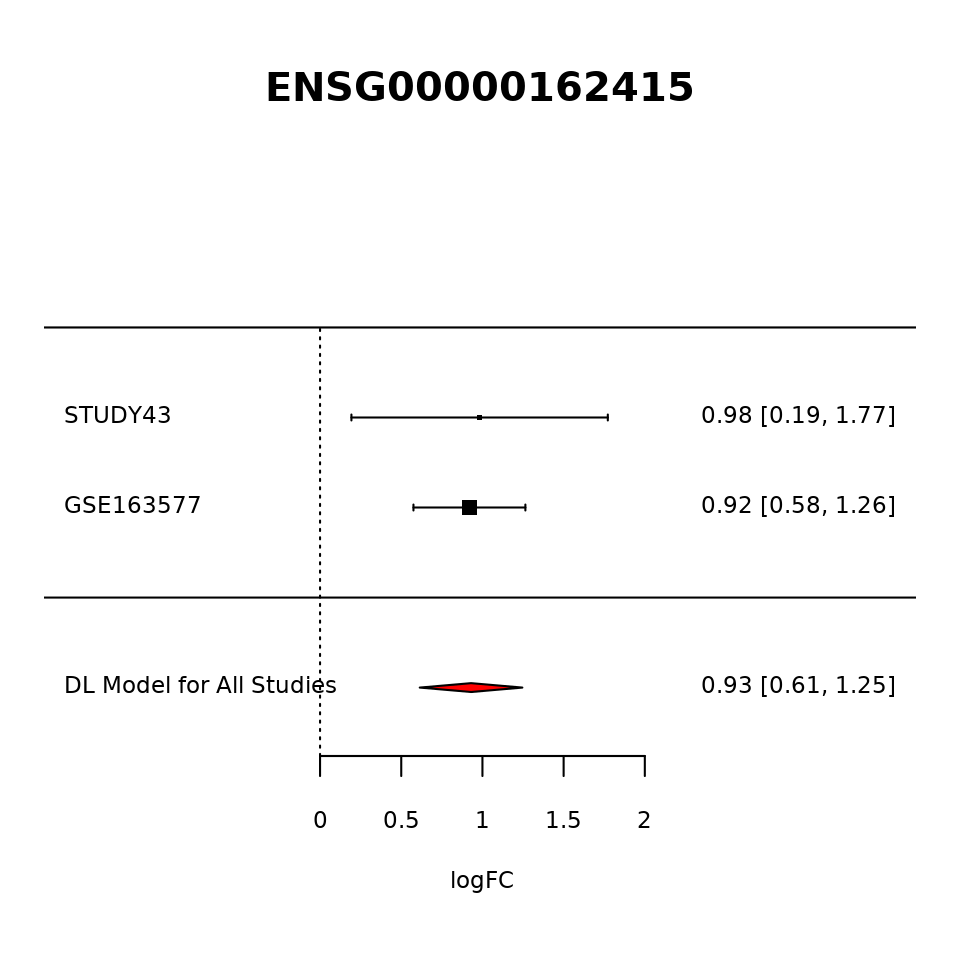 ENSG00000162415
STUDY43 0.98 [0.19, 1.77]
GSE163577 0.92 [0.58, 1.26]
DL Model for All Studies 0.93 [0.61, 1.25]
0 0.5 1 1.5 2
logFC